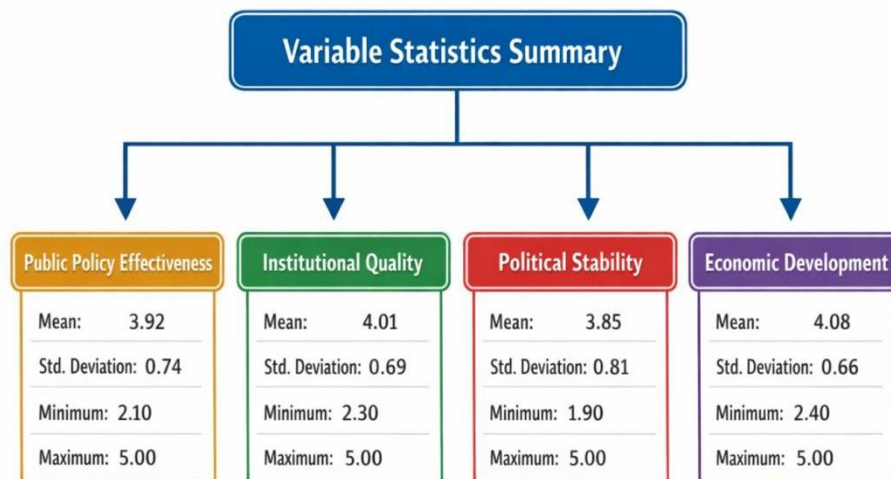 Variable Statistics Summary
Public Policy Effectiveness
Mean: 3.92
Std. Deviation: 0.74
Minimum: 2.10
Maximum: 5.00
Institutional Quality
Mean: 4.01
Std. Deviation: 0.69
Minimum: 2.30
Maximum: 5.00
Political Stability
Mean: 3.85
Std. Deviation: 0.81
Minimum: 1.90
Maximum: 5.00
Economic Development
Mean: 4.08
Std. Deviation: 0.66
Minimum: 2.40
Maximum: 5.00